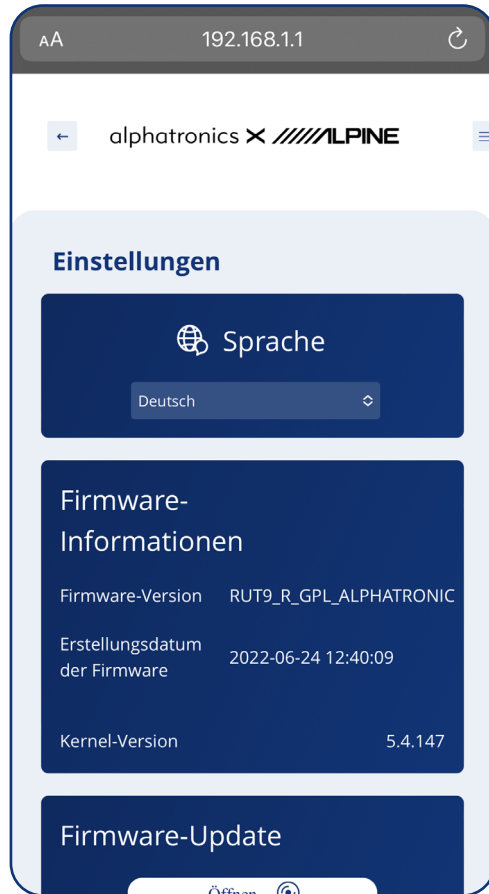 AA 192.168.1.1
alphatronics X ALPINE
Einstellungen
Sprache
Deutsch
Firmware-
Informationen
Firmware-Version RUT9_R_GPL_ALPHATRONIC
Erstellungsdatum
der Firmware 2022-06-24 12:40:09
Kernel-Version 5.4.147
Firmware-Update
Öffnen